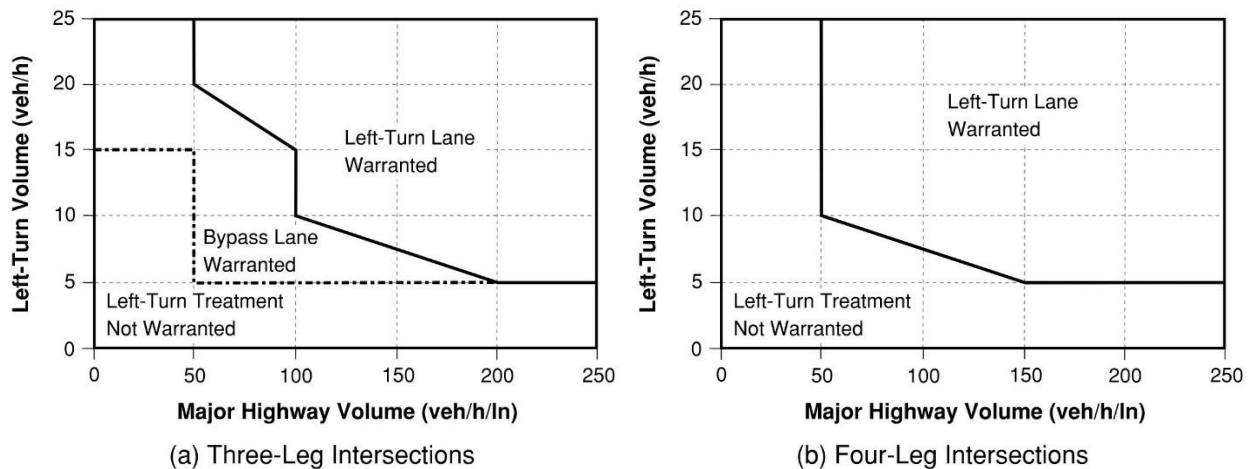 25
20
15
10
5
0
0
50
100
150
200
250
Left-Turn Volume (veh/h)
Left-Turn Lane
Warranted
Bypass Lane
Warranted
Left-Turn Treatment
Not Warranted
Major Highway Volume (veh/h/ln)
(a) Three-Leg Intersections
25
20
15
10
5
0
0
50
100
150
200
250
Left-Turn Volume (veh/h)
Left-Turn Lane
Warranted
Left-Turn Treatment
Not Warranted
Major Highway Volume (veh/h/ln)
(b) Four-Leg Intersections